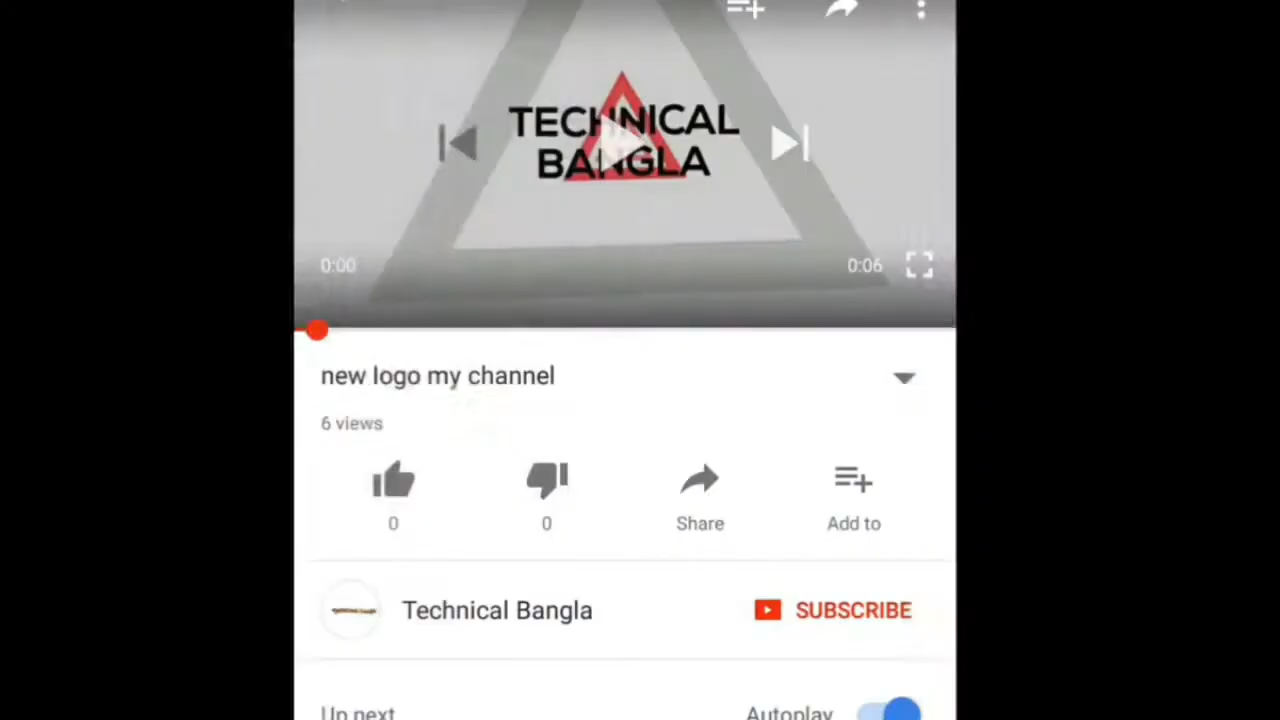 TECHNICAL
BANGLA
0:00
0:06
new logo my channel
6 views
0
0
Share
Add to
Technical Bangla
SUBSCRIBE
Up next
Autoplay